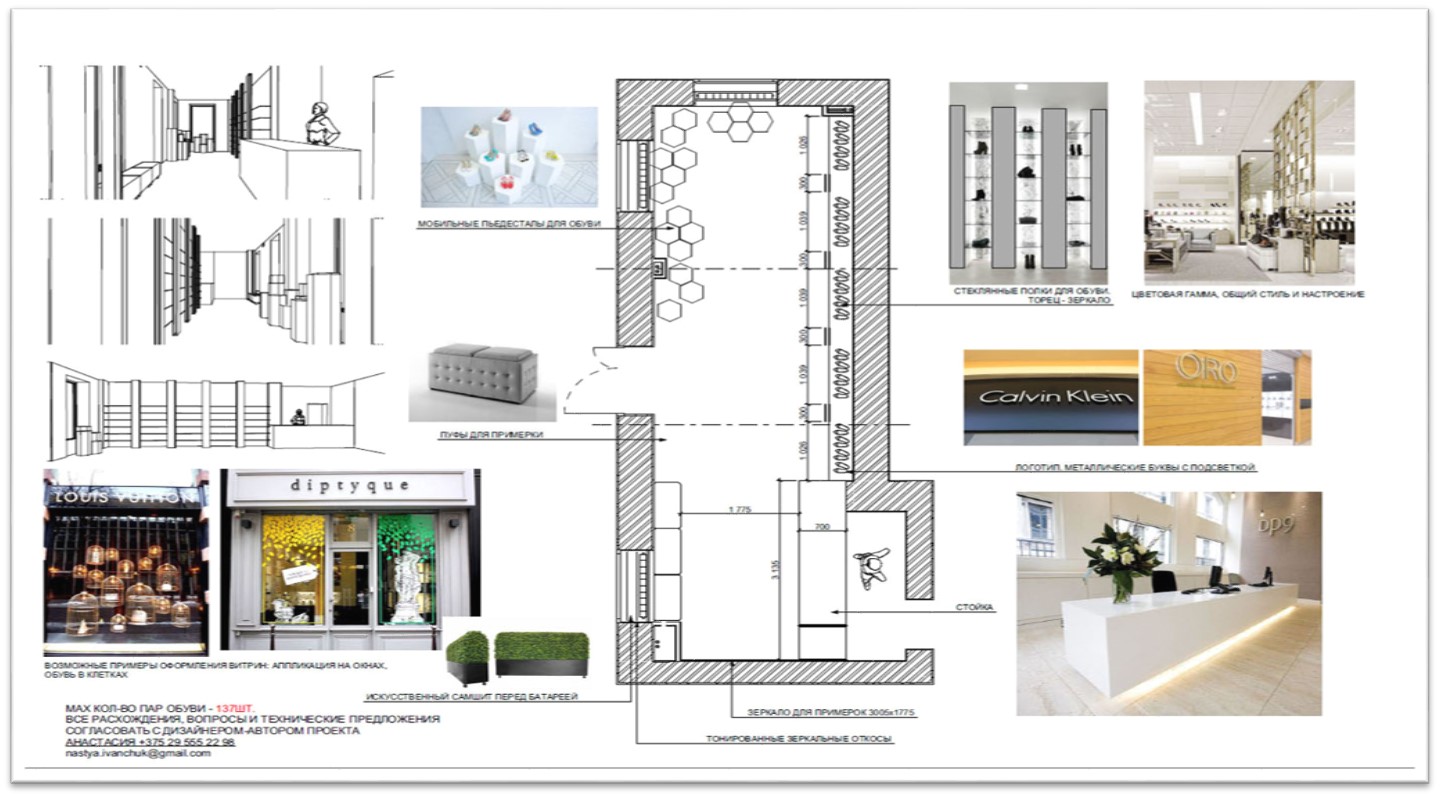 МОБИЛЬНЫЕ ПЬЕДЕСТАЛЫ ДЛЯ ОБУВИ
СТЕКЛЯННЫЕ ПОЛКИ ДЛЯ ОБУВИ.
ТОРЕЦ - ЗЕРКАЛО
ЦВЕТОВАЯ ГАММА, ОБЩИЙ СТИЛЬ И НАСТРОЕНИЕ
1 026
300
1 039
300
1 039
300
1 039
300
1 026
Calvin Klein
ORO
ПУФЫ ДЛЯ ПРИМЕРКИ
ЛОГОТИП. МЕТАЛЛИЧЕСКИЕ БУКВЫ С ПОДСВЕТКОЙ
LOUIS VUITTON
diptyque
1 775
700
3 135
dp9
СТОЙКА
ВОЗМОЖНЫЕ ПРИМЕРЫ ОФОРМЛЕНИЯ ВИТРИН: АППЛИКАЦИЯ НА ОКНАХ,
ОБУВЬ В КЛЕТКАХ
ИСКУССТВЕННЫЙ САМШИТ ПЕРЕД БАТАРЕЕЙ
ЗЕРКАЛО ДЛЯ ПРИМЕРОК 3005х1775
ТОНИРОВАННЫЕ ЗЕРКАЛЬНЫЕ ОТКОСЫ
MAX КОЛ-ВО ПАР ОБУВИ - 137ШТ.
ВСЕ РАСХОЖДЕНИЯ, ВОПРОСЫ И ТЕХНИЧЕСКИЕ ПРЕДЛОЖЕНИЯ
СОГЛАСОВАТЬ С ДИЗАЙНЕРОМ-АВТОРОМ ПРОЕКТА
АНАСТАСИЯ +375 29 555 22 98
nastya.ivanchuk@gmail.com